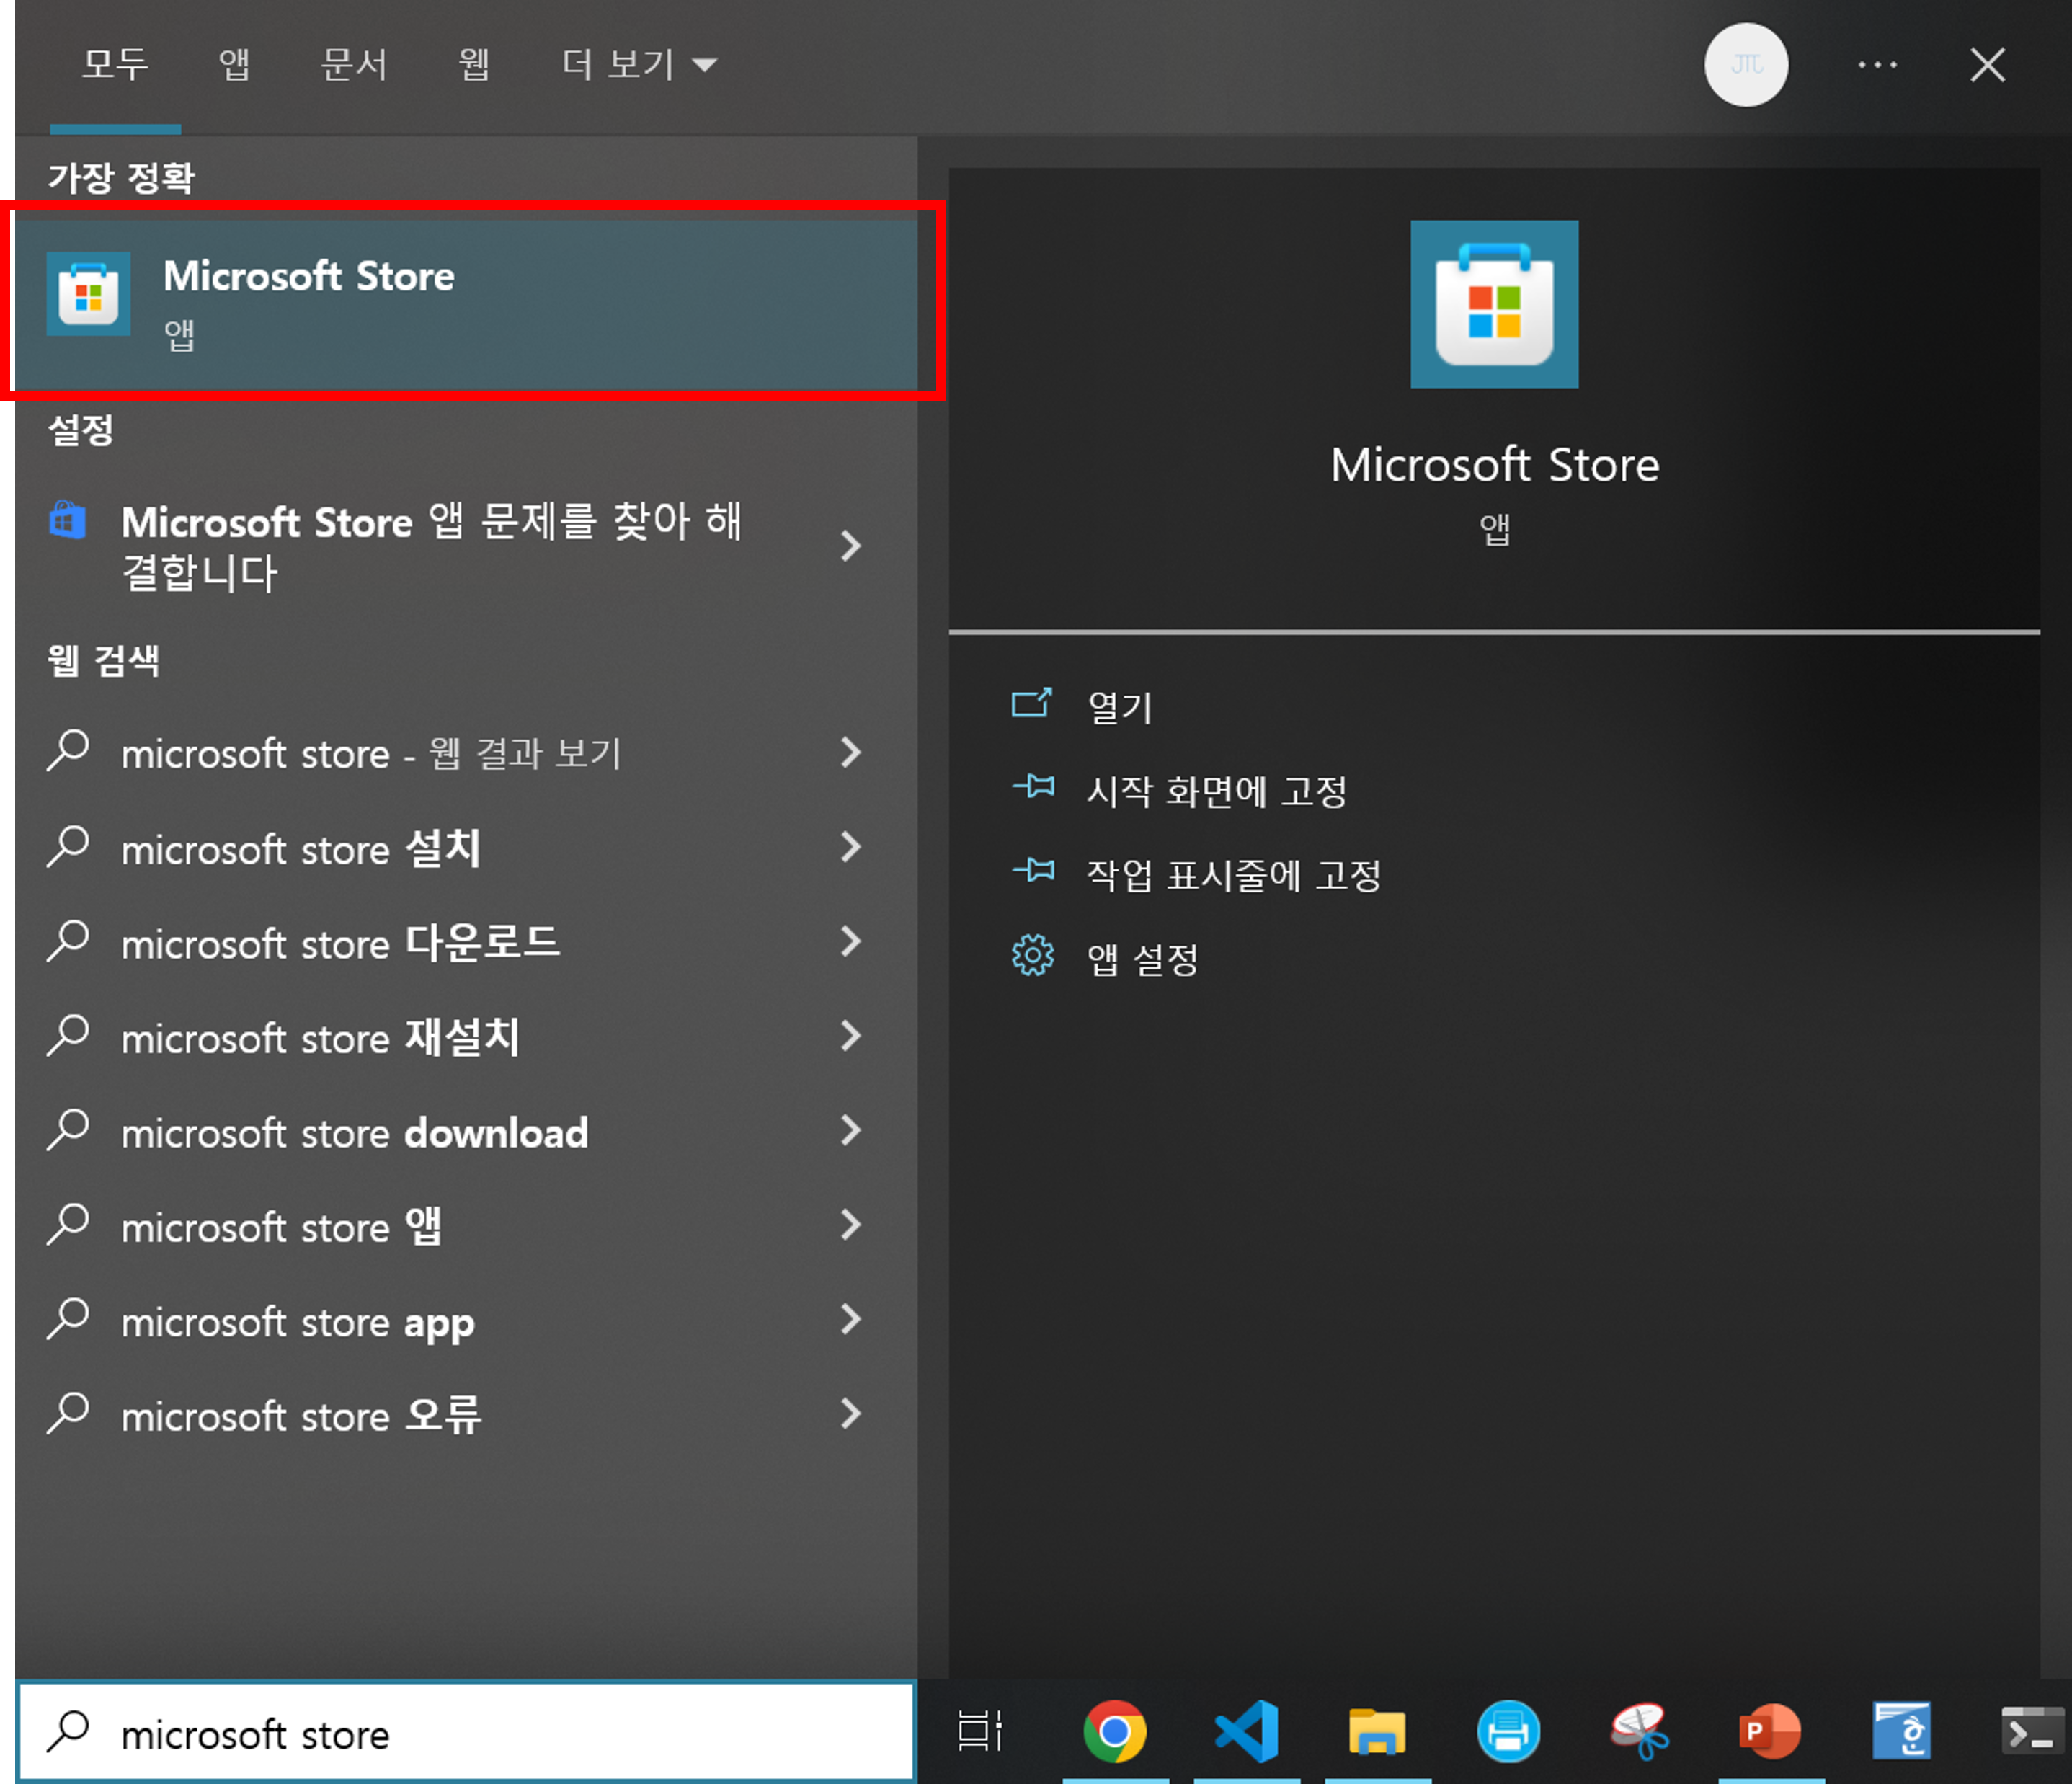 모두 앱 문서 웹 더 보기
가장 정확
Microsoft Store
앱
설정
Microsoft Store 앱 문제를 찾아 해
결합니다
웹 검색
microsoft store - 웹 결과 보기
microsoft store 설치
microsoft store 다운로드
microsoft store 재설치
microsoft store download
microsoft store 앱
microsoft store app
microsoft store 오류
Microsoft Store
앱
열기
시작 화면에 고정
작업 표시줄에 고정
앱 설정
microsoft store